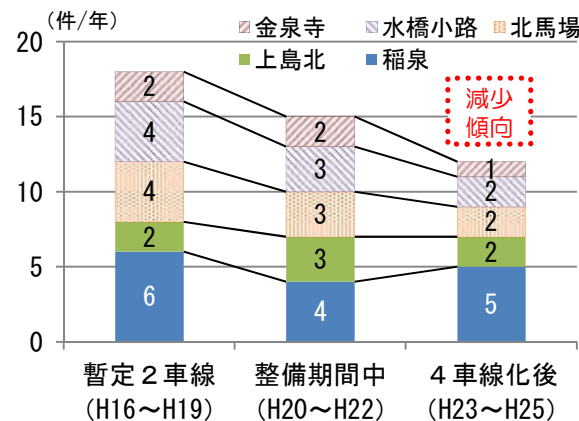 (件/年)
金泉寺 水橋小路 北馬場
上島北 稲泉
20
15
10
5
0
2
4
4
2
6
2
3
3
3
4
減少
傾向
1
2
2
2
5
暫定２車線
(H16～H19)
整備期間中
(H20～H22)
４車線化後
(H23～H25)